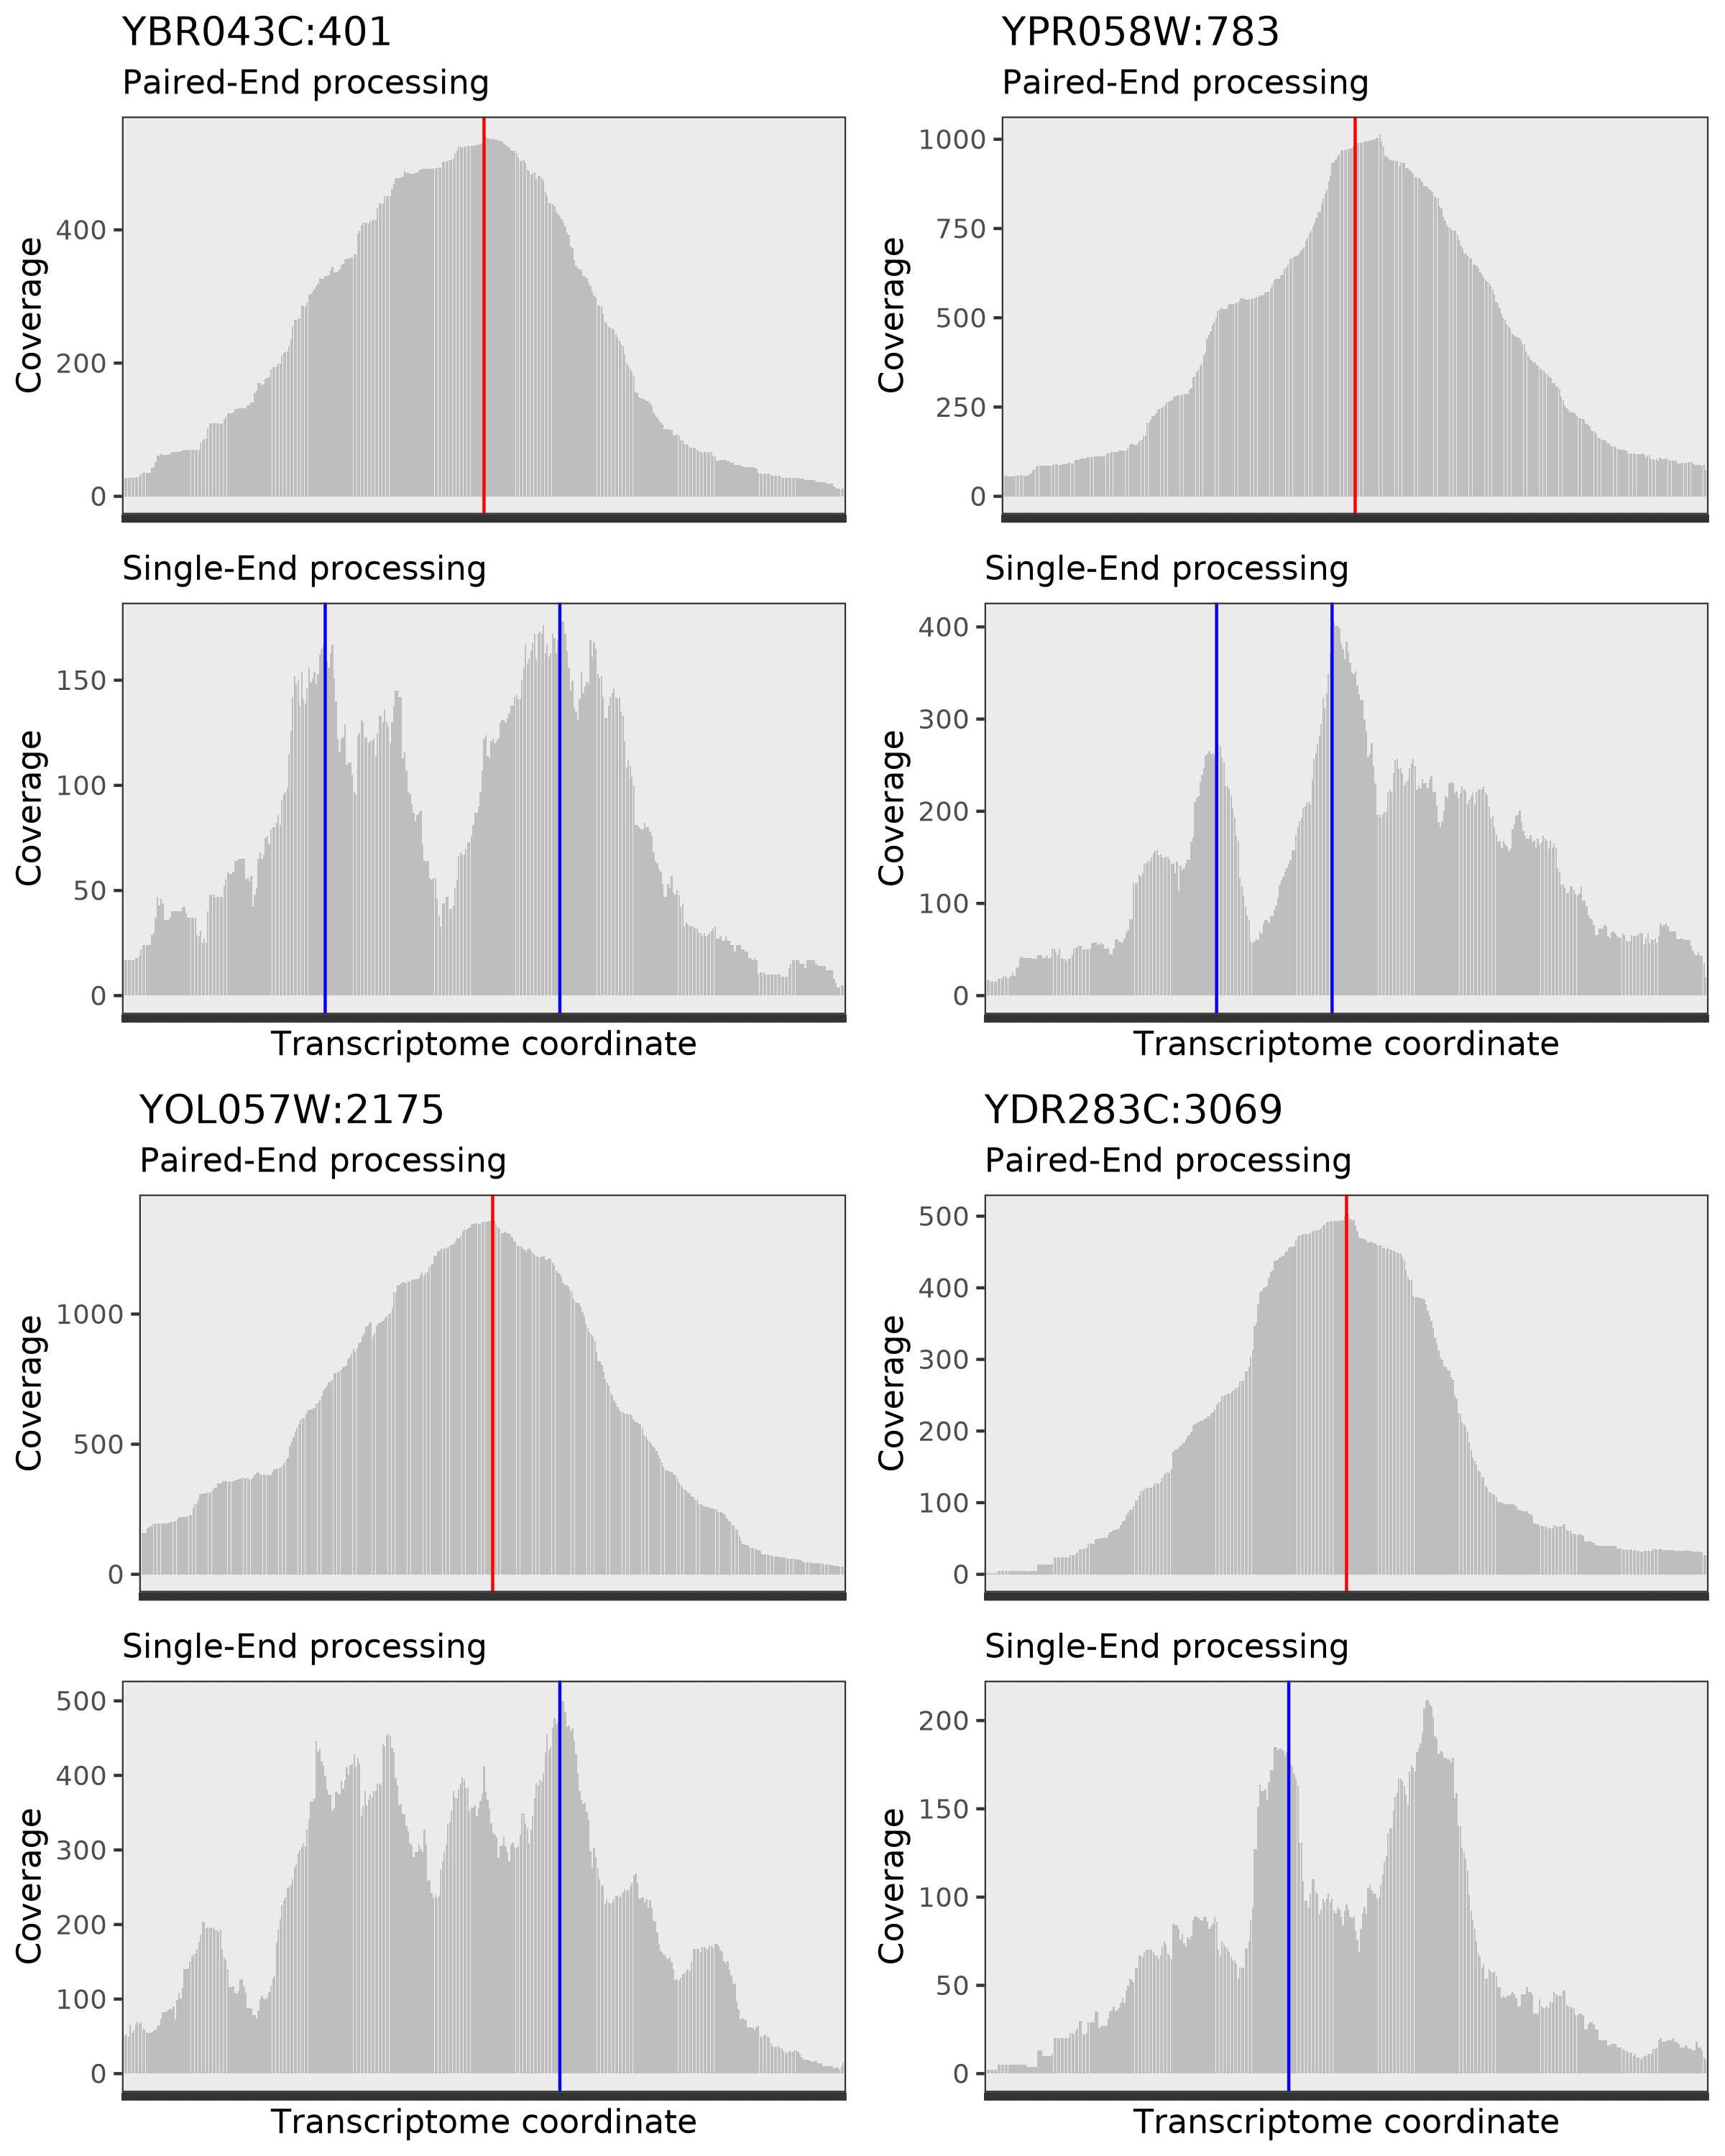 YBR043C:401
Paired-End processing
Coverage
400
200
0
Single-End processing
Coverage
150
100
50
0
Transcriptome coordinate
YPR058W:783
Paired-End processing
Coverage
1000
750
500
250
0
Single-End processing
Coverage
400
300
200
100
0
Transcriptome coordinate
YOL057W:2175
Paired-End processing
Coverage
1000
500
0
Single-End processing
Coverage
500
400
300
200
100
0
Transcriptome coordinate
YDR283C:3069
Paired-End processing
Coverage
500
400
300
200
100
0
Single-End processing
Coverage
200
150
100
50
0
Transcriptome coordinate